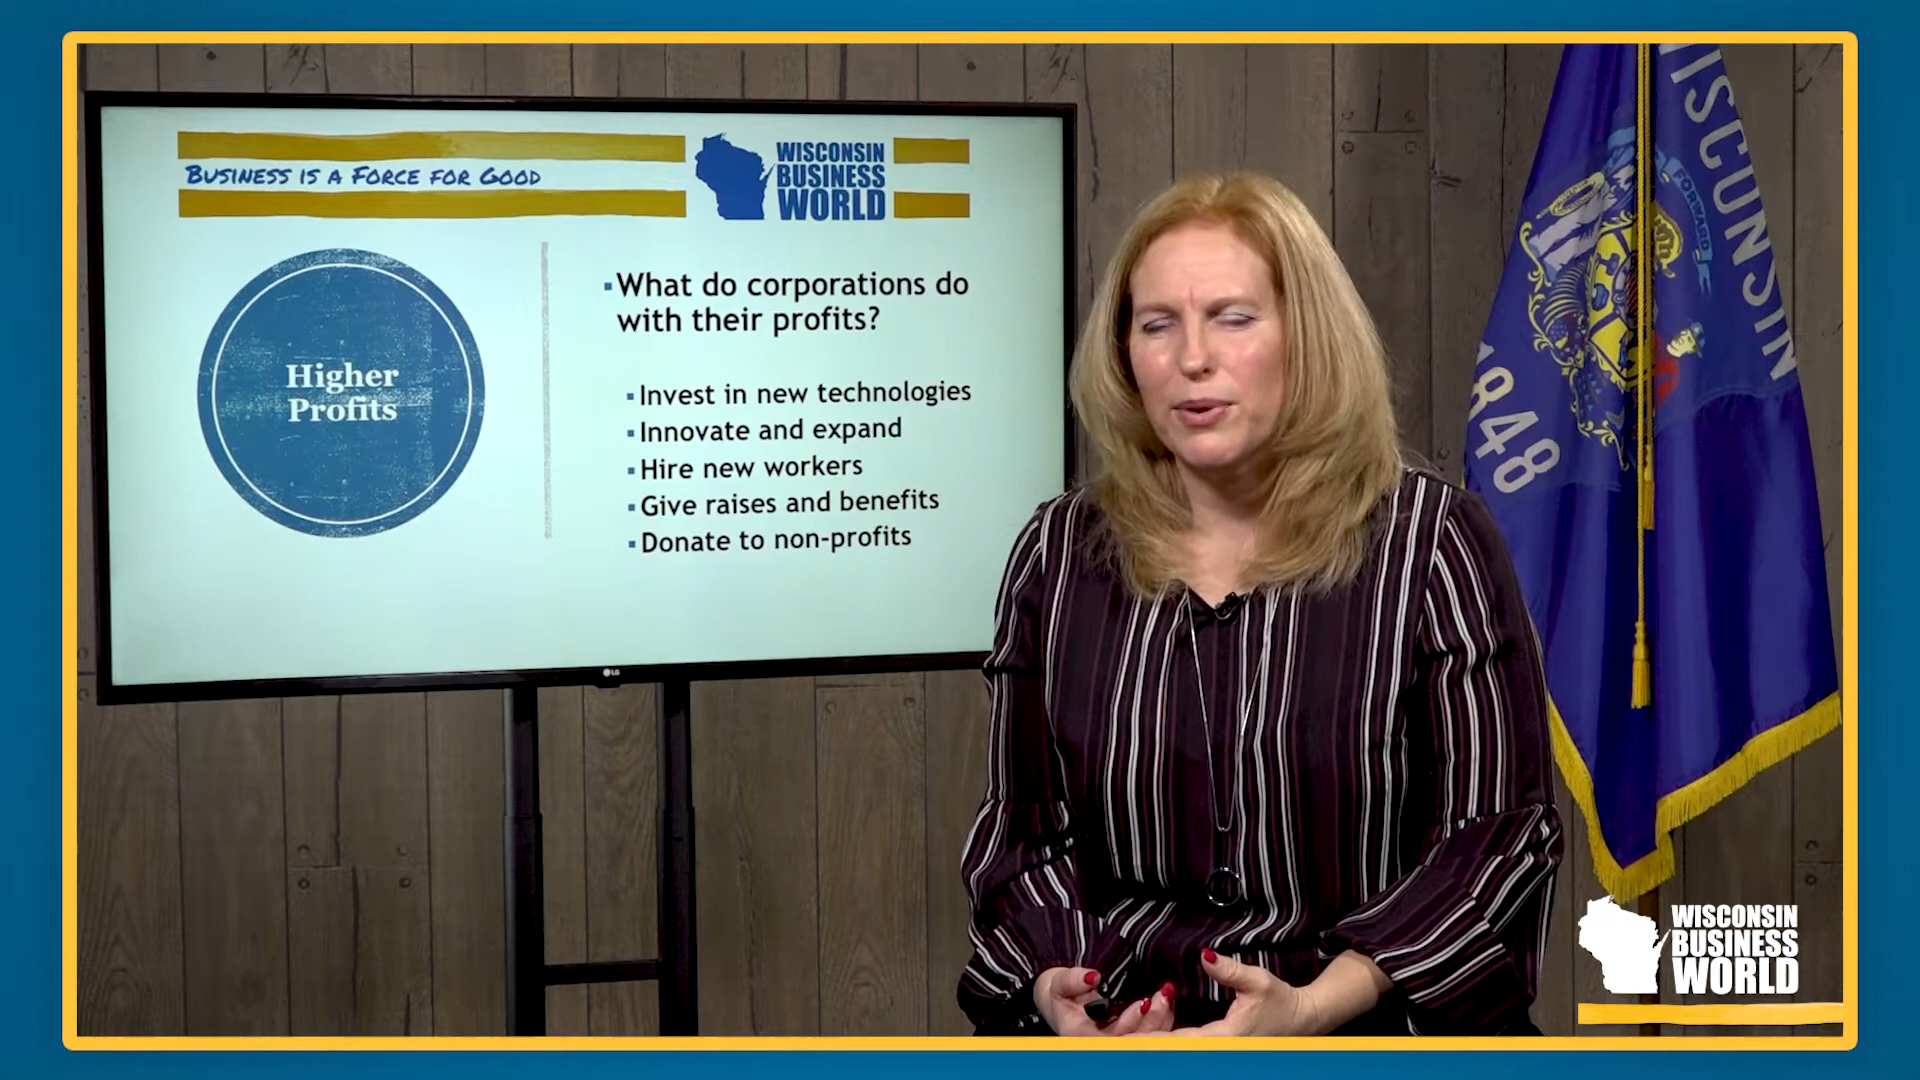 BUSINESS IS A FORCE FOR GOOD
WISCONSIN
BUSINESS
WORLD
Higher
Profits
▪What do corporations do
with their profits?
▪Invest in new technologies
▪Innovate and expand
▪Hire new workers
▪Give raises and benefits
▪Donate to non-profits
LG
WISCONSIN
FORWARD
1848
WISCONSIN
BUSINESS
WORLD